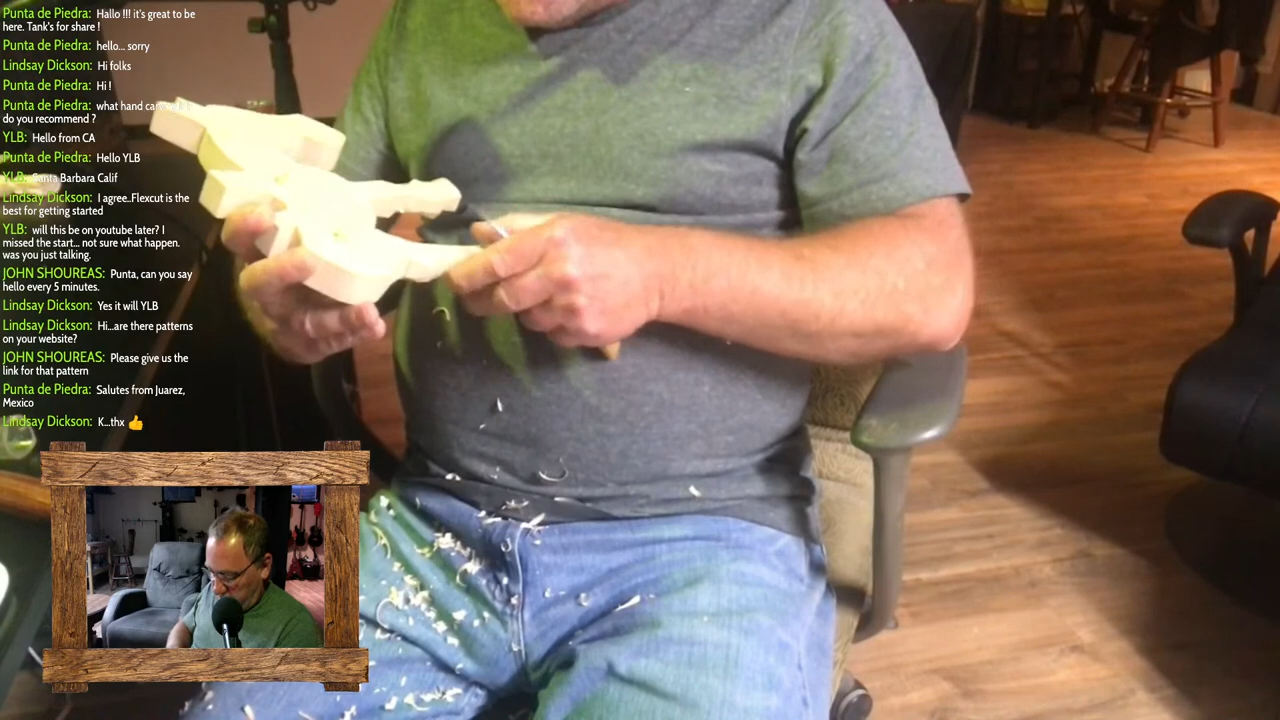 Punta de Piedra: Hallo !!! it's great to be
here. Tank's for share !
Punta de Piedra: hello... sorry
Lindsay Dickson: Hi folks
Punta de Piedra: Hi !
Punta de Piedra: what hand
do you recommend ?
YLB: Hello from CA
Punta de Piedra: Hello YLB
YLB: Santa Barbara Calif
Lindsay Dickson: I agree..Flexcut is the
best for getting started
YLB: will this be on youtube later? I
missed the start... not sure what happen.
was you just talking.
JOHN SHOUREAS: Punta, can you say
hello every 5 minutes.
Lindsay Dickson: Yes it will YLB
Lindsay Dickson: Hi...are there patterns
on your website?
JOHN SHOUREAS: Please give us the
link for that pattern
Punta de Piedra: Salutes from Juarez,
Mexico
Lindsay Dickson: K...thx 👍